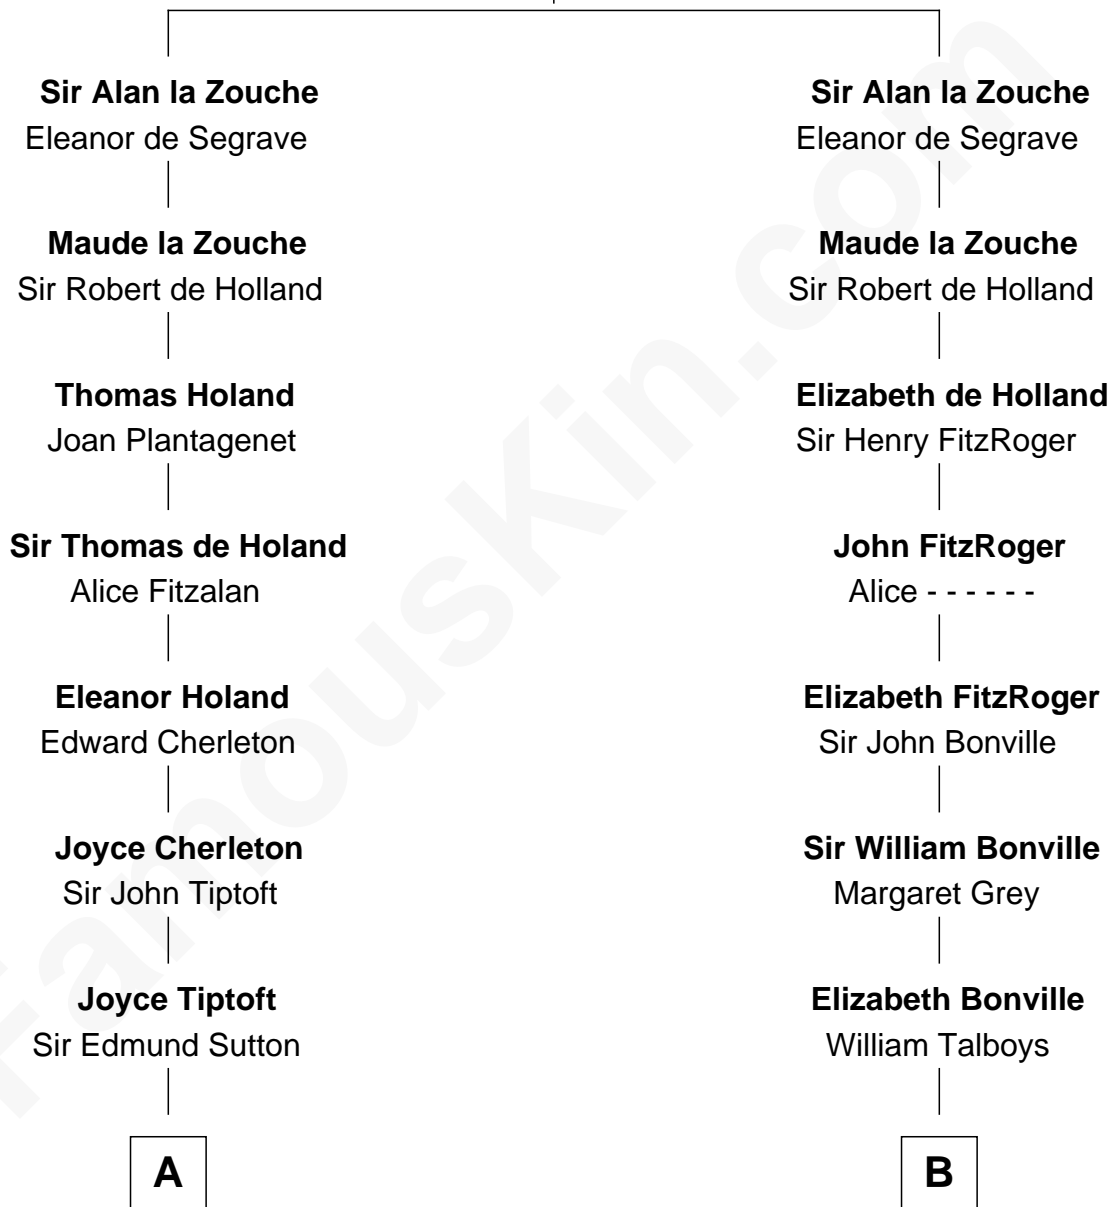 Sir Alan la Zouche
Eleanor de Segrave
Maude la Zouche
Sir Robert de Holland
Thomas Holand
Joan Plantagenet
Sir Thomas de Holand
Alice Fitzalan
Eleanor Holand
Edward Cherleton
Joyce Cherleton
Sir John Tiptoft
Joyce Tiptoft
Sir Edmund Sutton
A
Sir Alan la Zouche
Eleanor de Segrave
Maude la Zouche
Sir Robert de Holland
Elizabeth de Holland
Sir Henry FitzRoger
John FitzRoger
Alice - - - - - -
Elizabeth FitzRoger
Sir John Bonville
Sir William Bonville
Margaret Grey
Elizabeth Bonville
William Talboys
B
FamousKin.com